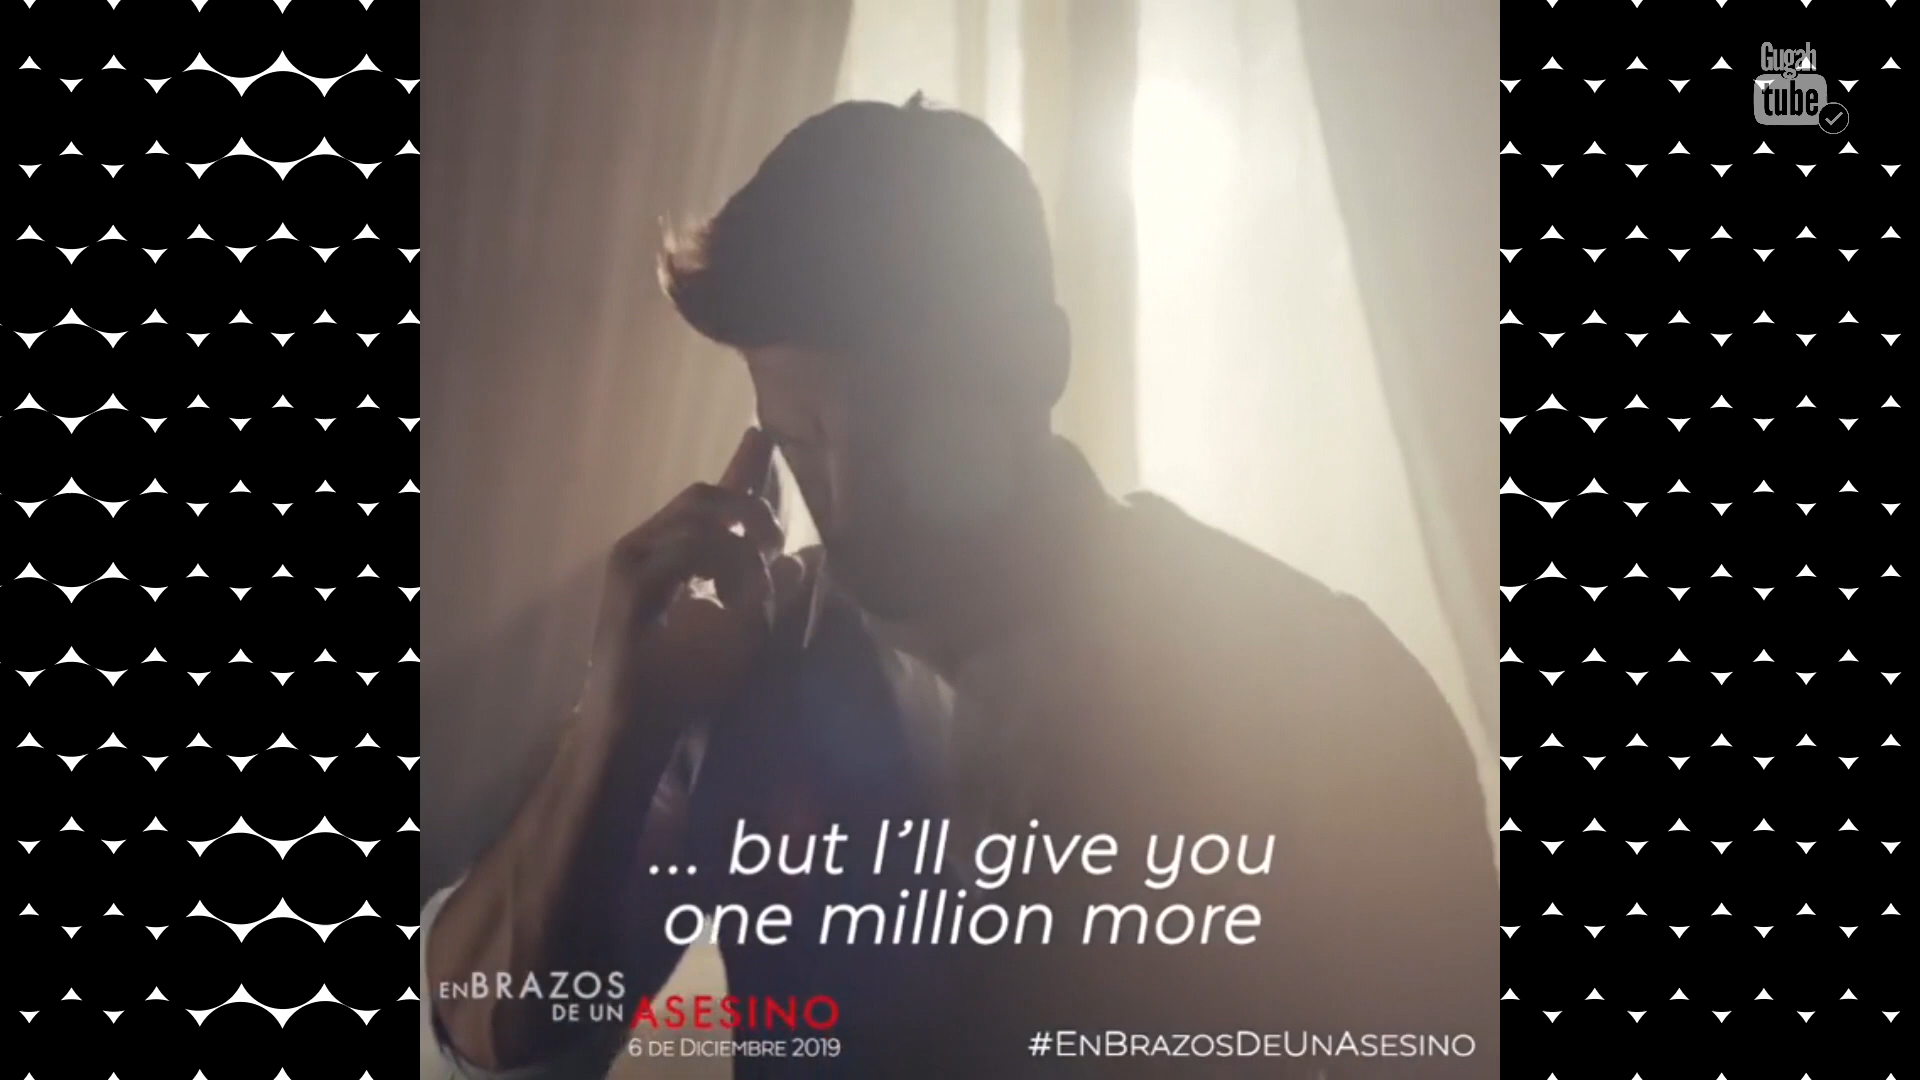 Gugah
tube
... but I'll give you
one million more
EN BRAZOS
DE UN ASESINO
6 DE DICIEMBRE 2019
#ENBRAZOSDEUNASESINO